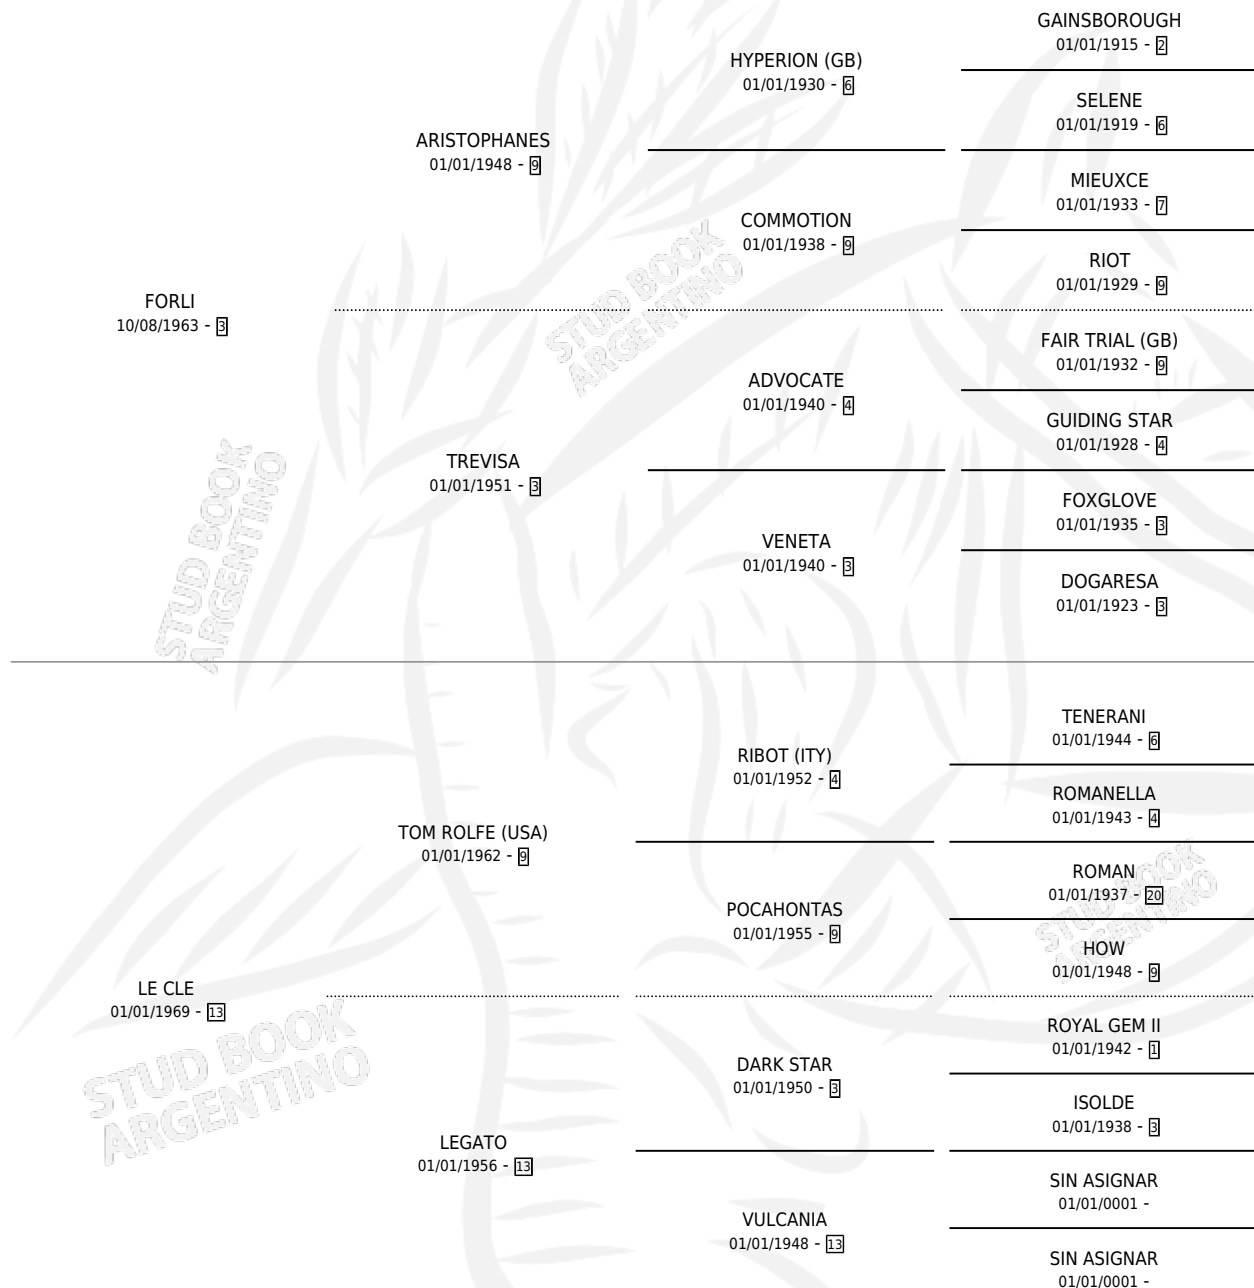 GAINSBOROUGH
01/01/1915 - 2
HYPERION (GB)
01/01/1930 - 6
SELENE
01/01/1919 - 6
ARISTOPHANES
01/01/1948 - 9
MIEUXCE
01/01/1933 - 7
COMMOTION
01/01/1938 - 9
RIOT
01/01/1929 - 9
FORLI
10/08/1963 - 3
STUD BOOK
ARGENTINO
FAIR TRIAL (GB)
01/01/1932 - 9
ADVOCATE
01/01/1940 - 4
GUIDING STAR
01/01/1928 - 4
TREVISA
01/01/1951 - 3
FOXGLOVE
01/01/1935 - 3
VENETA
01/01/1940 - 3
DOGARESA
01/01/1923 - 3
STUD BOOK
ARGENTINO
TENERANI
01/01/1944 - 6
RIBOT (ITY)
01/01/1952 - 4
ROMANELLA
01/01/1943 - 4
TOM ROLFE (USA)
01/01/1962 - 9
ROMAN
01/01/1937 - 20
POCAHONTAS
01/01/1955 - 9
HOW
01/01/1948 - 9
STUD BOOK
ARGENTINO
LE CLE
01/01/1969 - 13
ROYAL GEM II
01/01/1942 - 1
DARK STAR
01/01/1950 - 3
ISOLDE
01/01/1938 - 3
STUD BOOK
ARGENTINO
LEGATO
01/01/1956 - 13
SIN ASIGNAR
01/01/0001 -
VULCANIA
01/01/1948 - 13
SIN ASIGNAR
01/01/0001 -